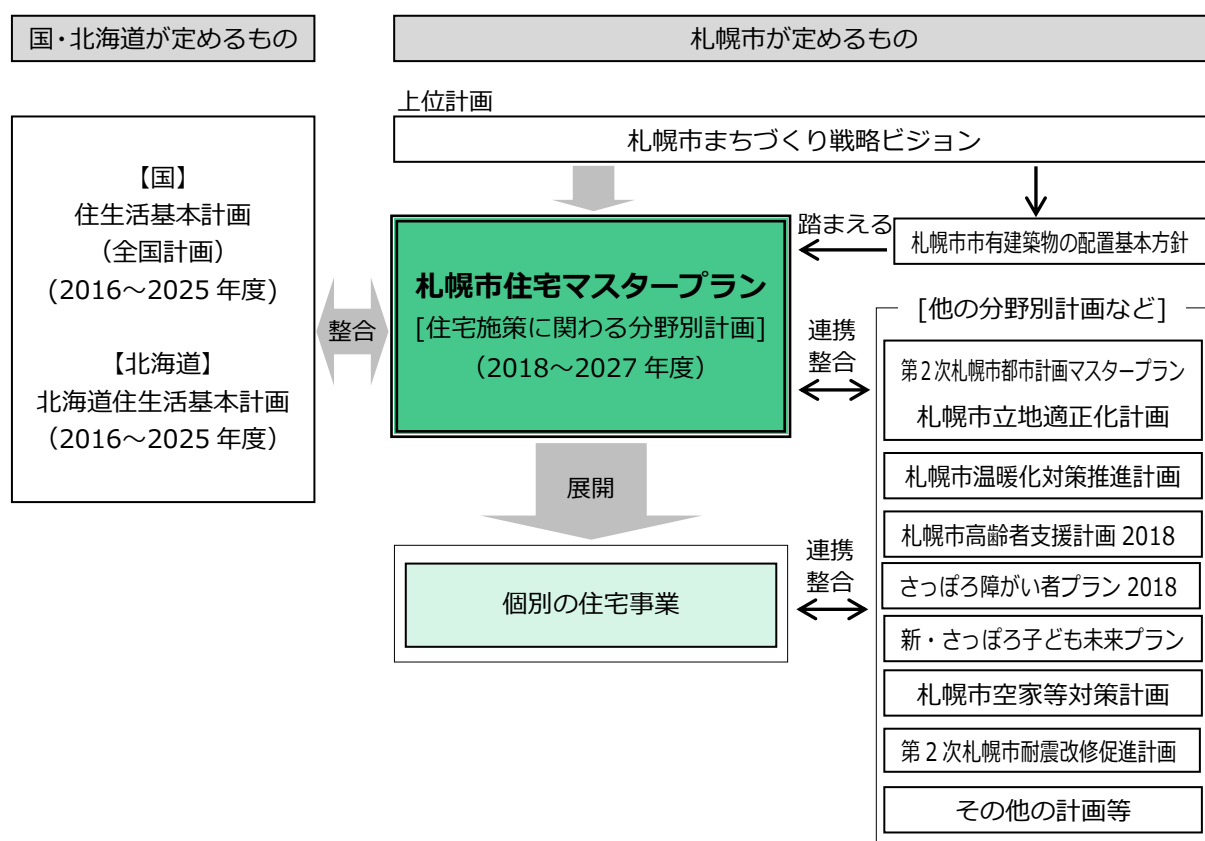 国・北海道が定めるもの
札幌市が定めるもの
上位計画
札幌市まちづくり戦略ビジョン
【国】
住生活基本計画
（全国計画）
(2016～2025 年度)
【北海道】
北海道住生活基本計画
（2016～2025 年度）
整合
札幌市住宅マスタープラン
[住宅施策に関わる分野別計画]
（2018～2027 年度）
踏まえる
札幌市市有建築物の配置基本方針
連携
整合
[他の分野別計画など]
第２次札幌市都市計画マスタープラン
札幌市立地適正化計画
札幌市温暖化対策推進計画
札幌市高齢者支援計画 2018
さっぽろ障がい者プラン 2018
新・さっぽろ子ども未来プラン
札幌市空家等対策計画
第 2 次札幌市耐震改修促進計画
その他の計画等
展開
個別の住宅事業
連携
整合